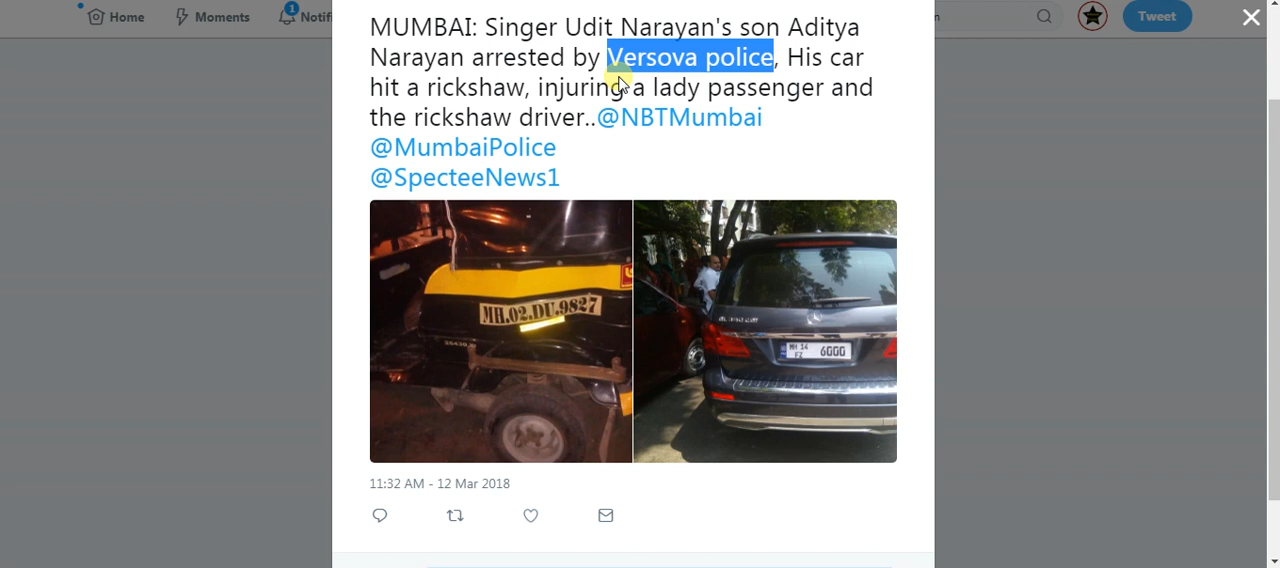 Home
Moments
1
Notifi
n
Tweet
MUMBAI: Singer Udit Narayan's son Aditya
Narayan arrested by Versova police, His car
hit a rickshaw, injuring a lady passenger and
the rickshaw driver..@NBTMumbai
@MumbaiPolice
@SpecteeNews1
MH.02.DU.9827
MH 14
FZ 6000
11:32 AM - 12 Mar 2018